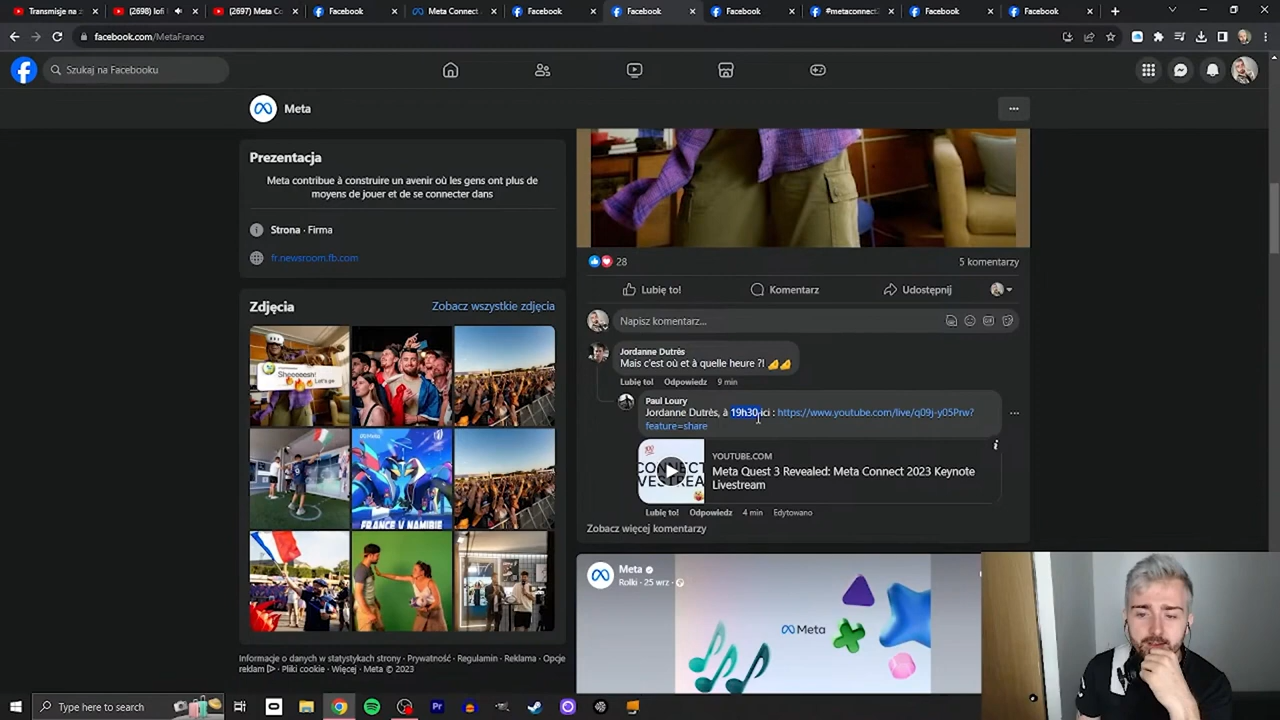 Transmisje na ż
(2698) lofi
(2697) Meta Co
Facebook
Meta Connect
Facebook
Facebook
Facebook
#metaconnect2
Facebook
Facebook
facebook.com/MetaFrance
Szukaj na Facebooku
Meta
Prezentacja
Meta contribue à construire un avenir où les gens ont plus de
moyens de jouer et de se connecter dans
Strona · Firma
fr.newsroom.fb.com
Zdjęcia
Zobacz wszystkie zdjęcia
Sheeeeesh!
Let's go
FRANCE V NAMIBIE
Informacje o danych w statystykach strony · Prywatność · Regulamin · Reklama · Opcje
reklam · Pliki cookie · Więcej · Meta © 2023
28
5 komentarzy
Lubię to!
Komentarz
Udostępnij
Napisz komentarz...
Jordanne Dutrès
Mais c'est où et à quelle heure ?!
Lubię to! Odpowiedz 9 min
Paul Loury
Jordanne Dutrès, à 19h30 ici : https://www.youtube.com/live/q09j-y05Prw?
feature=share
CONNECT
LIVESTREAM
YOUTUBE.COM
Meta Quest 3 Revealed: Meta Connect 2023 Keynote
Livestream
Lubię to! Odpowiedz 4 min Edytowano
Zobacz więcej komentarzy
Meta
Rolki · 25 wrz ·
Meta
Type here to search